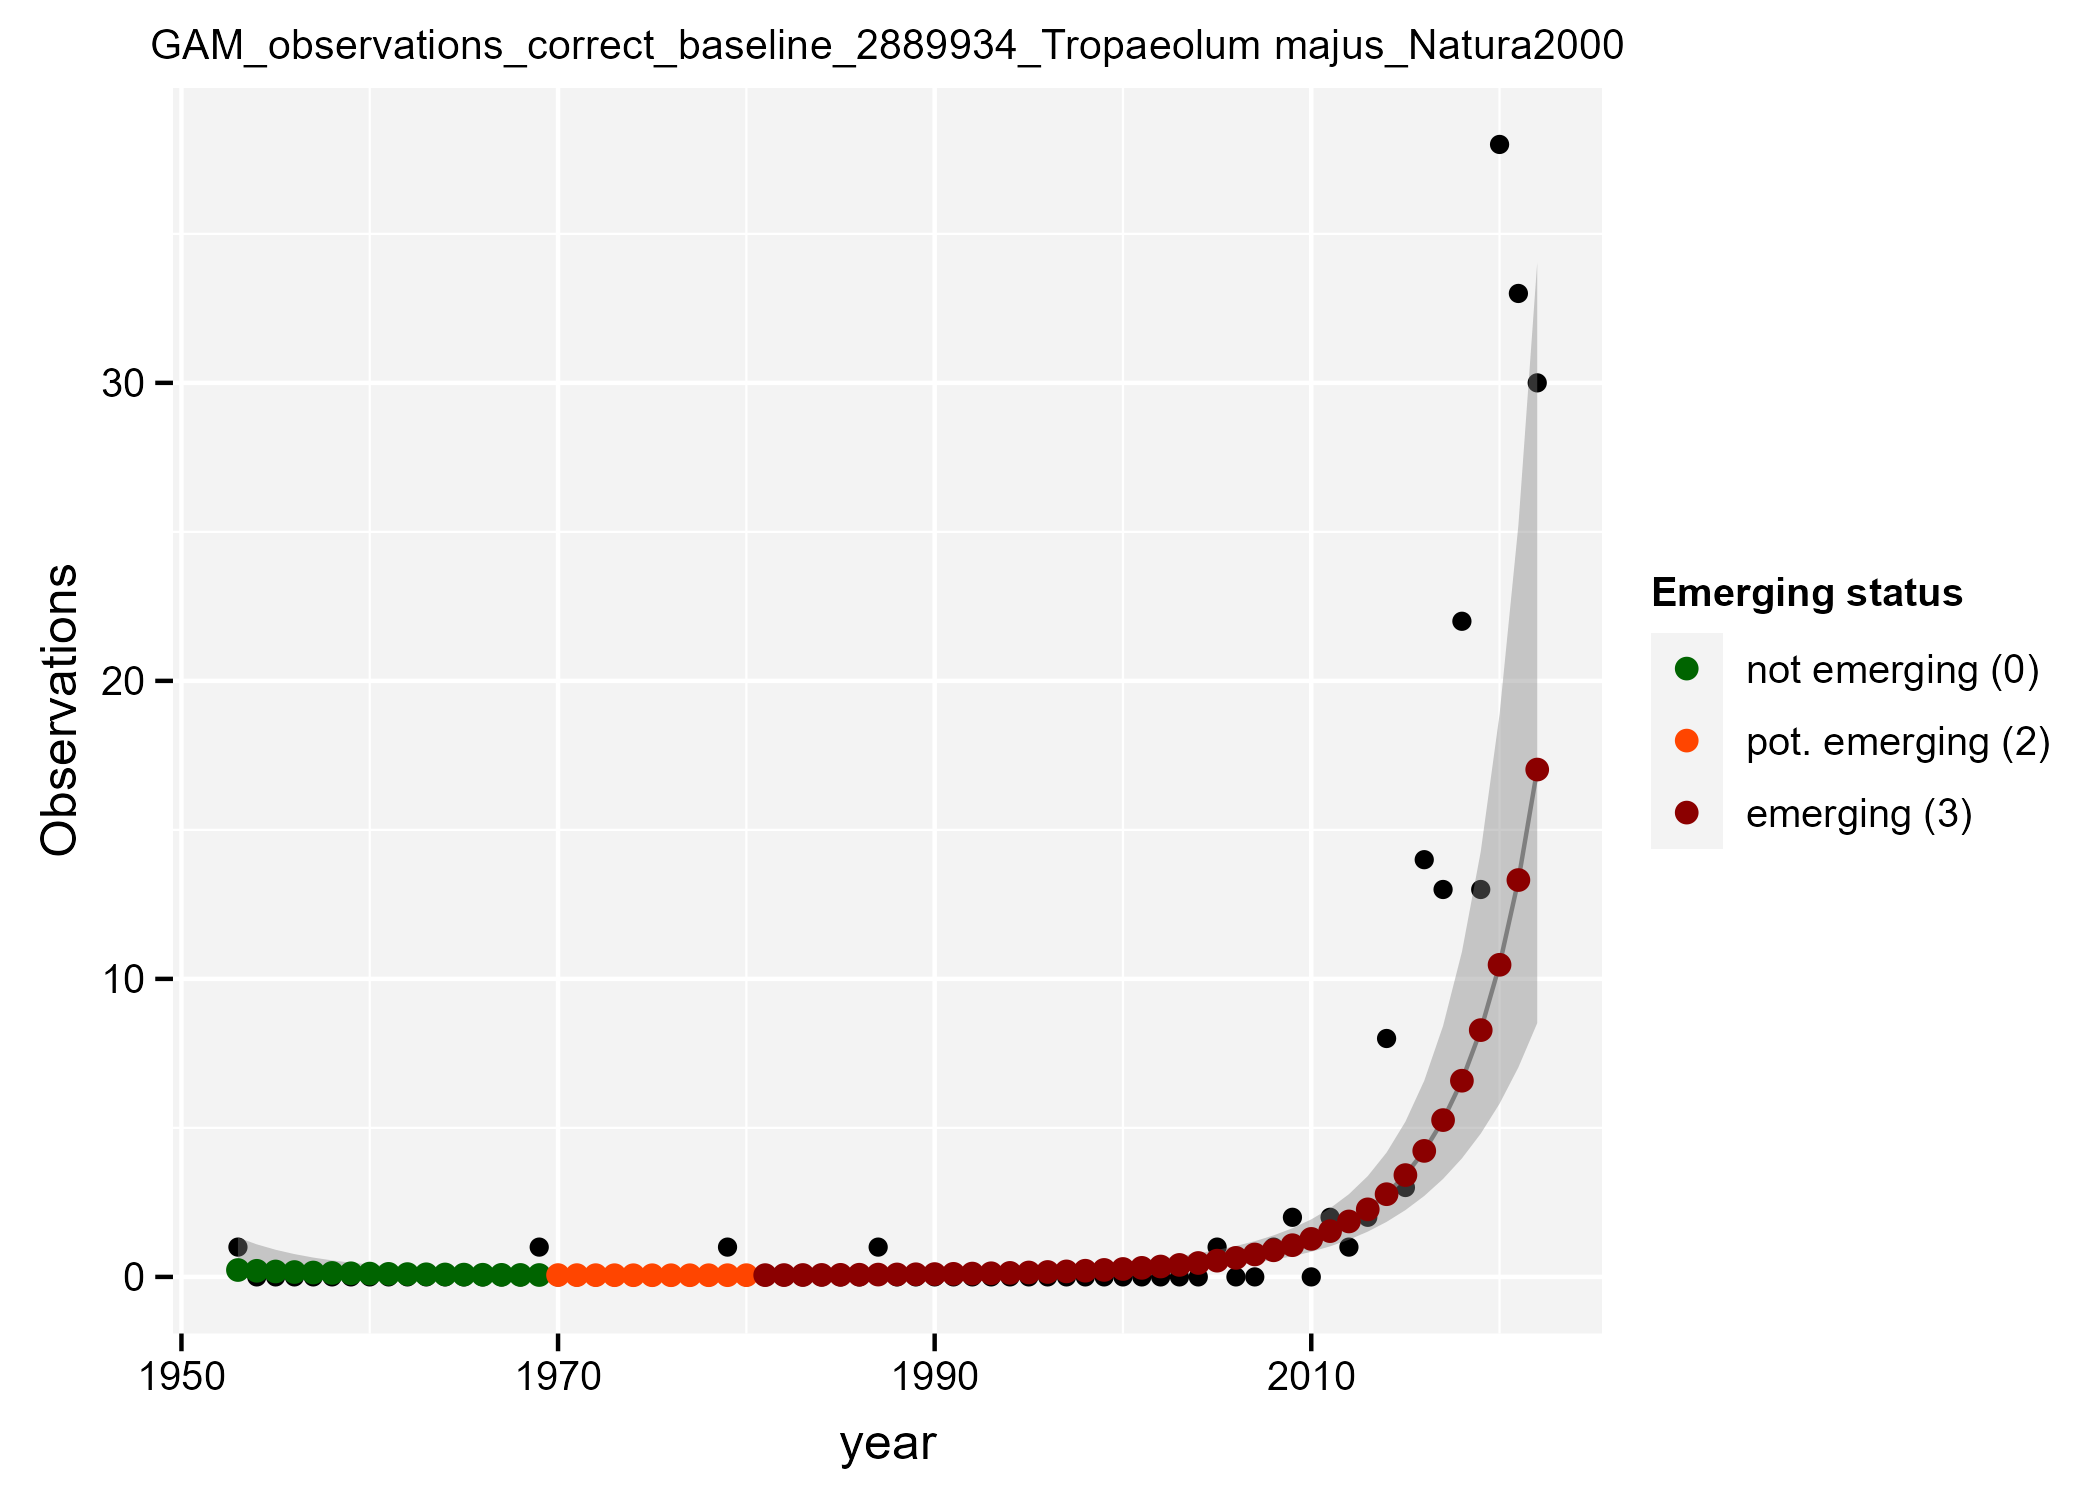 GAM_observations_correct_baseline_2889934_Tropaeolum majus_Natura2000
Observations
30
20
10
0
1950 1970 1990 2010
year
Emerging status
not emerging (0)
pot. emerging (2)
emerging (3)